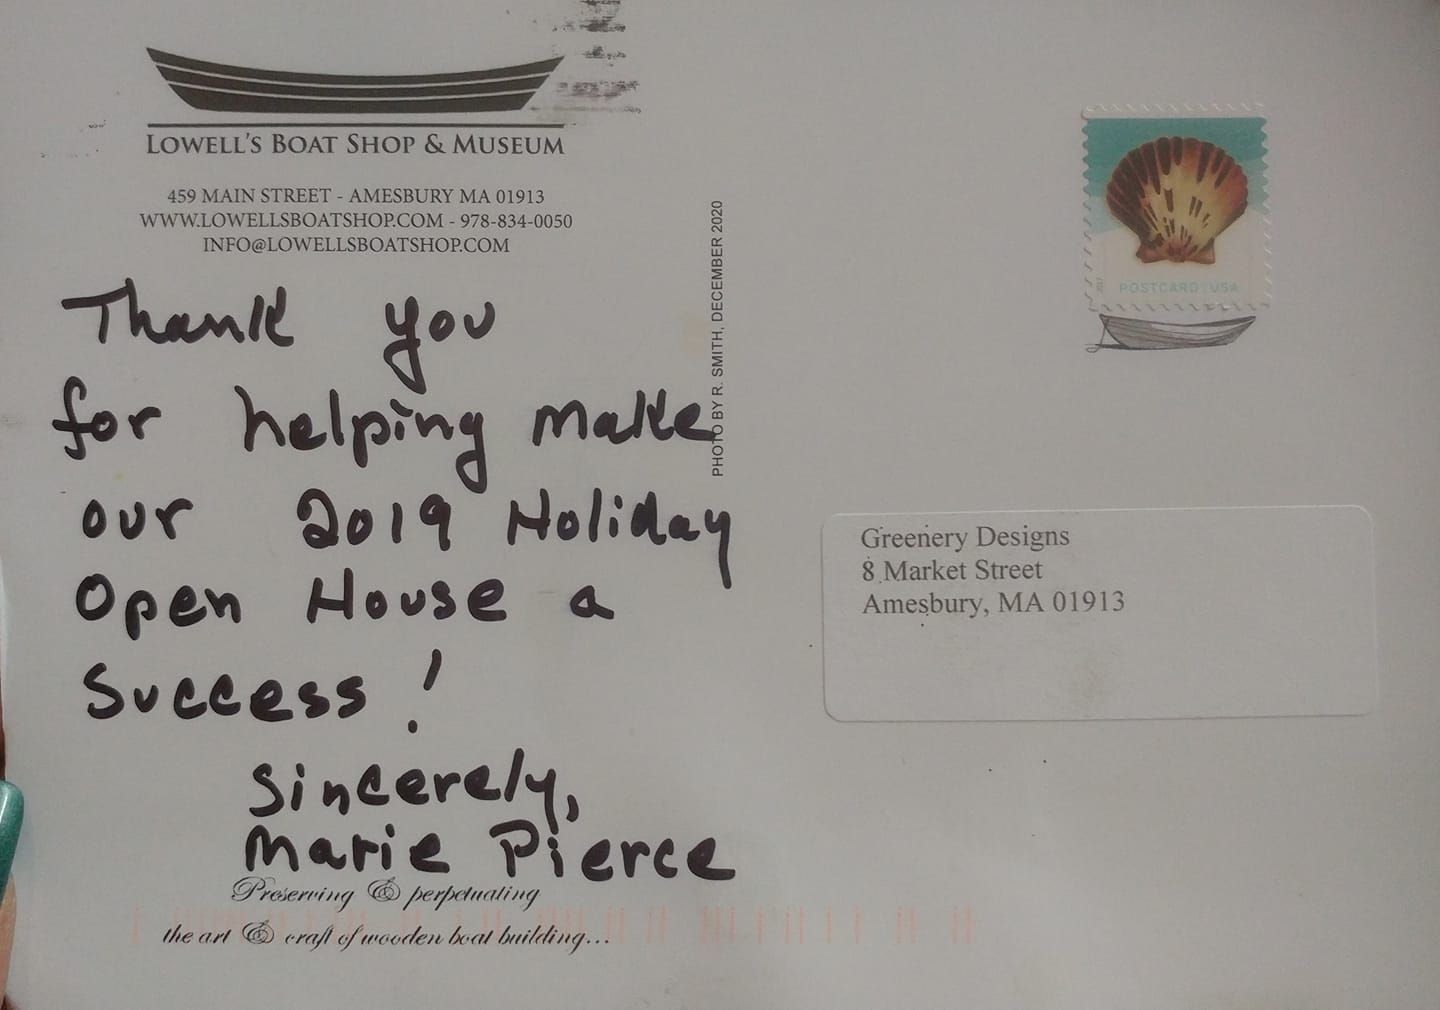 LOWELL'S BOAT SHOP & MUSEUM
459 MAIN STREET - AMESBURY MA 01913
WWW.LOWELLSBOATSHOP.COM - 978-834-0050
INFO@LOWELLSBOATSHOP.COM
Thank you
for helping make
our 2019 Holiday
Open House a
Success!
Sincerely,
Marie Pierce
Preserving & perpetuating
the art & craft of wooden boat building...
PHOTO BY R. SMITH, DECEMBER 2020
POSTCARD USA
Greenery Designs
8 Market Street
Amesbury, MA 01913